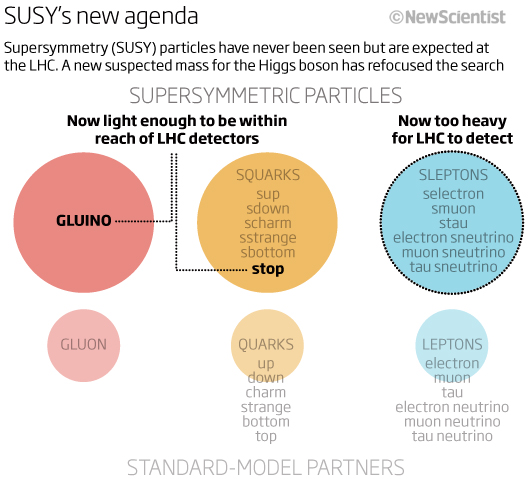 SUSY's new agenda
©NewScientist
Supersymmetry (SUSY) particles have never been seen but are expected at
the LHC. A new suspected mass for the Higgs boson has refocused the search
SUPERSYMMETRIC PARTICLES
Now light enough to be within
reach of LHC detectors
Now too heavy
for LHC to detect
GLUINO
SQUARKS
sup
sdown
scharm
sstrange
sbottom
stop
SLEPTONS
selectron
smuon
stau
electron sneutrino
muon sneutrino
tau sneutrino
GLUON
QUARKS
up
down
charm
strange
bottom
top
LEPTONS
electron
muon
tau
electron neutrino
muon neutrino
tau neutrino
STANDARD-MODEL PARTNERS